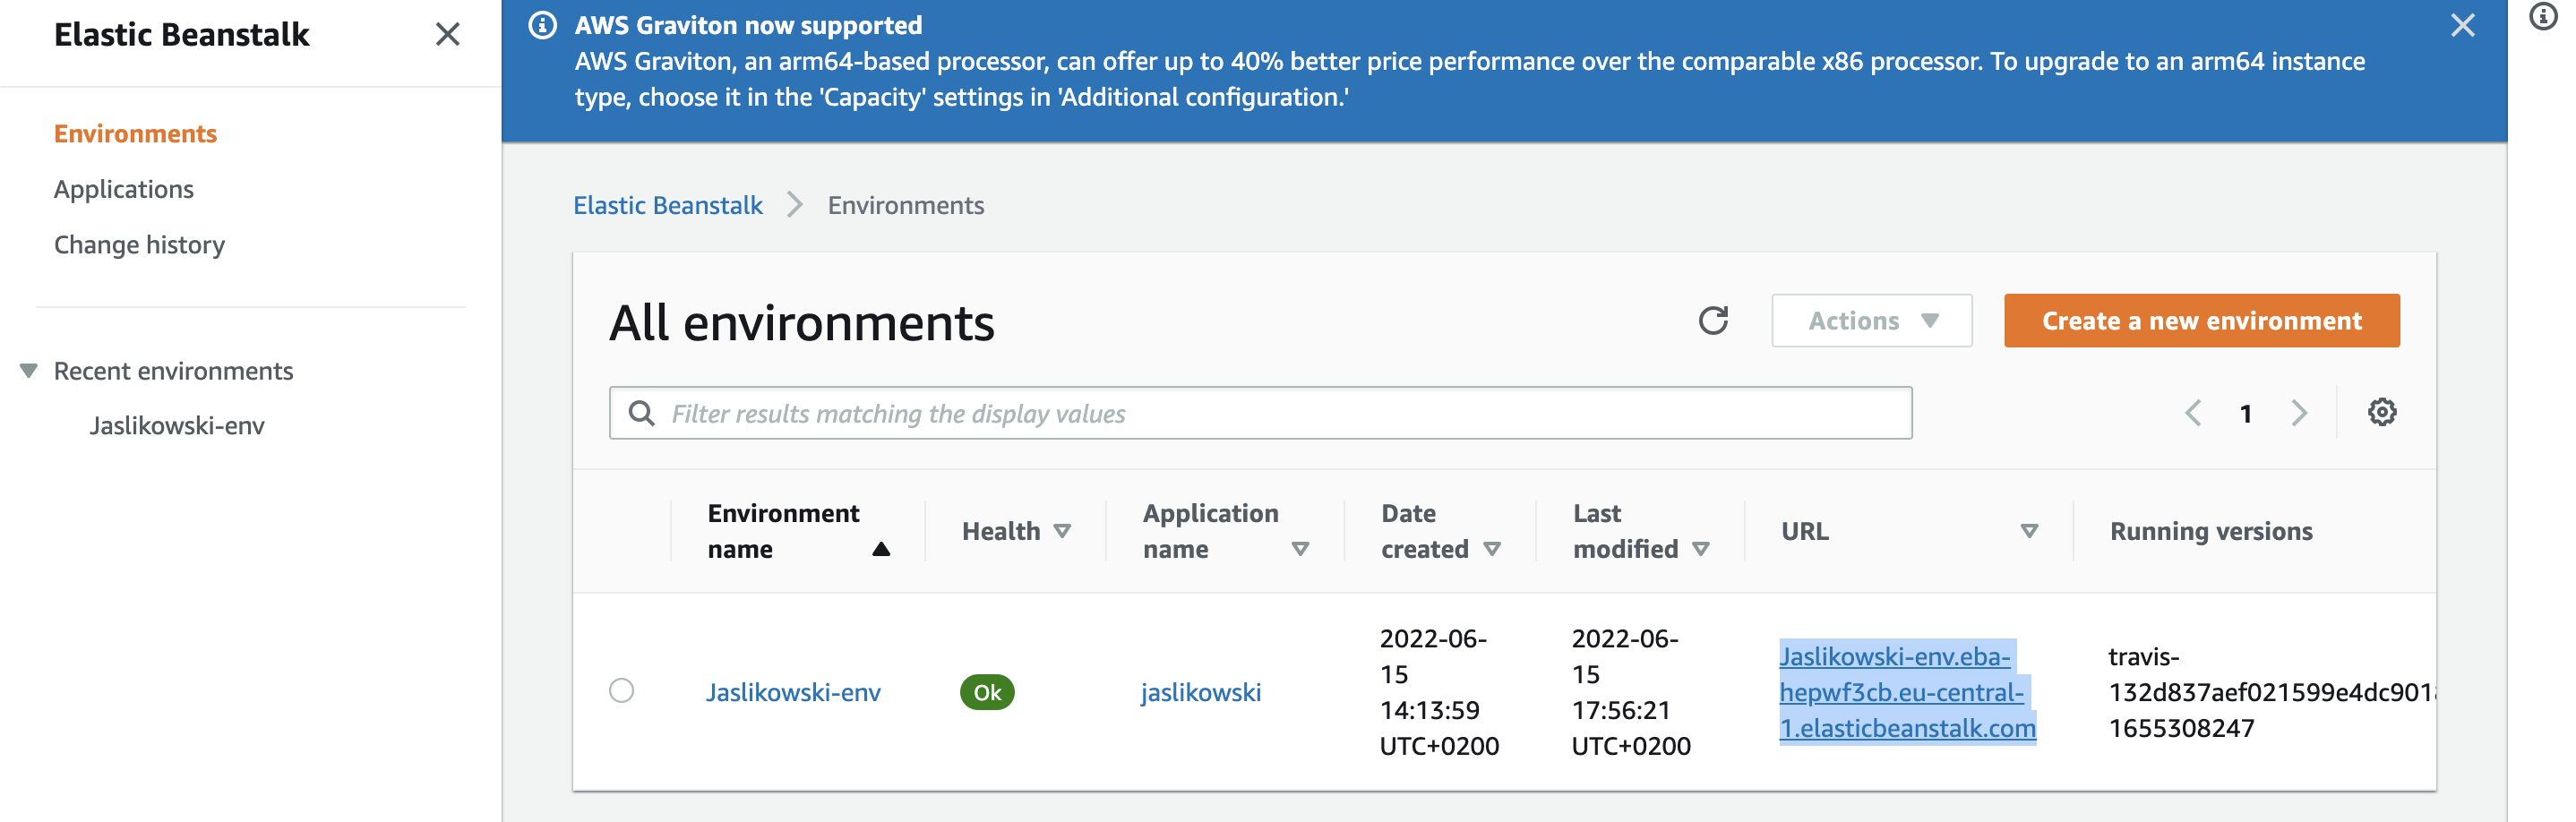 Elastic Beanstalk
Environments
Applications
Change history
Recent environments
Jaslikowski-env
AWS Graviton now supported
AWS Graviton, an arm64-based processor, can offer up to 40% better price performance over the comparable x86 processor. To upgrade to an arm64 instance
type, choose it in the 'Capacity' settings in 'Additional configuration.'
Elastic Beanstalk
Environments
All environments
Actions
Create a new environment
Filter results matching the display values
1
Environment
name
Health
Application
name
Date
created
Last
modified
URL
Running versions
Jaslikowski-env
Ok
jaslikowski
2022-06-
15
14:13:59
UTC+0200
2022-06-
15
17:56:21
UTC+0200
Jaslikowski-env.eba-
hepwf3cb.eu-central-
1.elasticbeanstalk.com
travis-
132d837aef021599e4dc901
1655308247